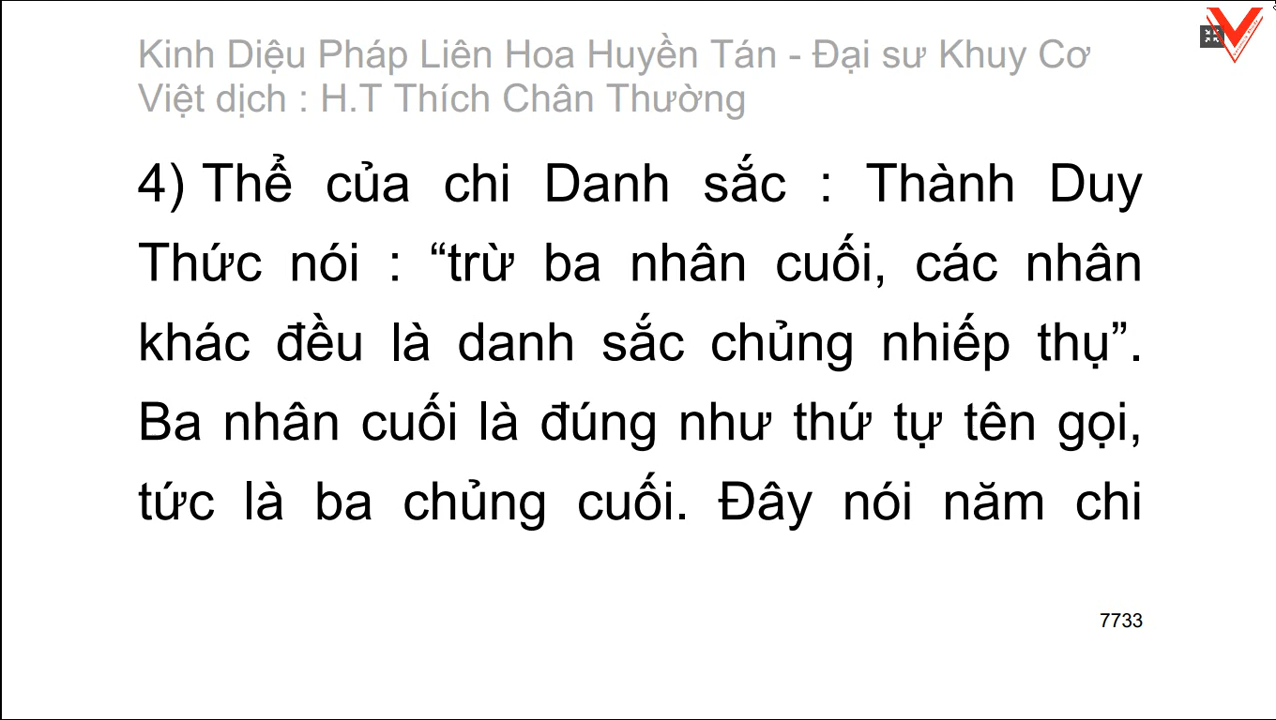 Kinh Diệu Pháp Liên Hoa Huyền Tán - Đại sư Khuy Cơ
Việt dịch : H.T Thích Chân Thường
4) Thể của chi Danh sắc : Thành Duy
Thức nói : “trừ ba nhân cuối, các nhân
khác đều là danh sắc chủng nhiếp thụ”.
Ba nhân cuối là đúng như thứ tự tên gọi,
tức là ba chủng cuối. Đây nói năm chi
7733